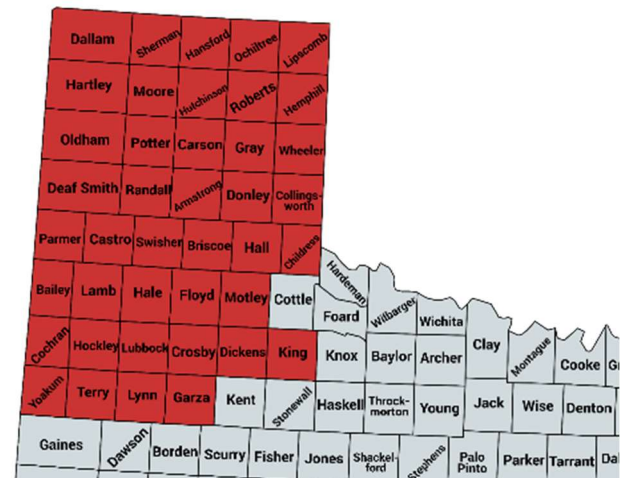 Dallam Sherman Hansford Ochiltree Lipscomb
Hartley Moore Hutchinson Roberts Hemphill
Oldham Potter Carson Gray Wheeler
Deaf Smith Randall Armstrong Donley Collings-
worth
Parmer Castro Swisher Briscoe Hall Childress
Hardeman
Bailey Lamb Hale Floyd Motley Cottle
Foard Wilbarger Wichita
Cochran Hockley Lubbock Crosby Dickens King
Knox Baylor Archer Clay Montague Cooke
Yoakum Terry Lynn Garza Kent Stonewall Haskell Throck-
morton Young Jack Wise Denton
Gaines Dawson Borden Scurry Fisher Jones Shackel-
ford Stephens Palo
Pinto Parker Tarrant